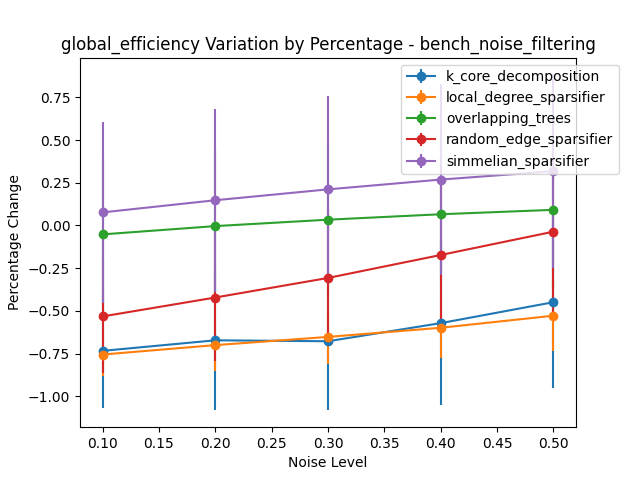 global_efficiency Variation by Percentage - bench_noise_filtering
k_core_decomposition
local_degree_sparsifier
overlapping_trees
random_edge_sparsifier
simmelian_sparsifier
Percentage Change
0.75
0.50
0.25
0.00
−0.25
−0.50
−0.75
−1.00
0.10 0.15 0.20 0.25 0.30 0.35 0.40 0.45 0.50
Noise Level